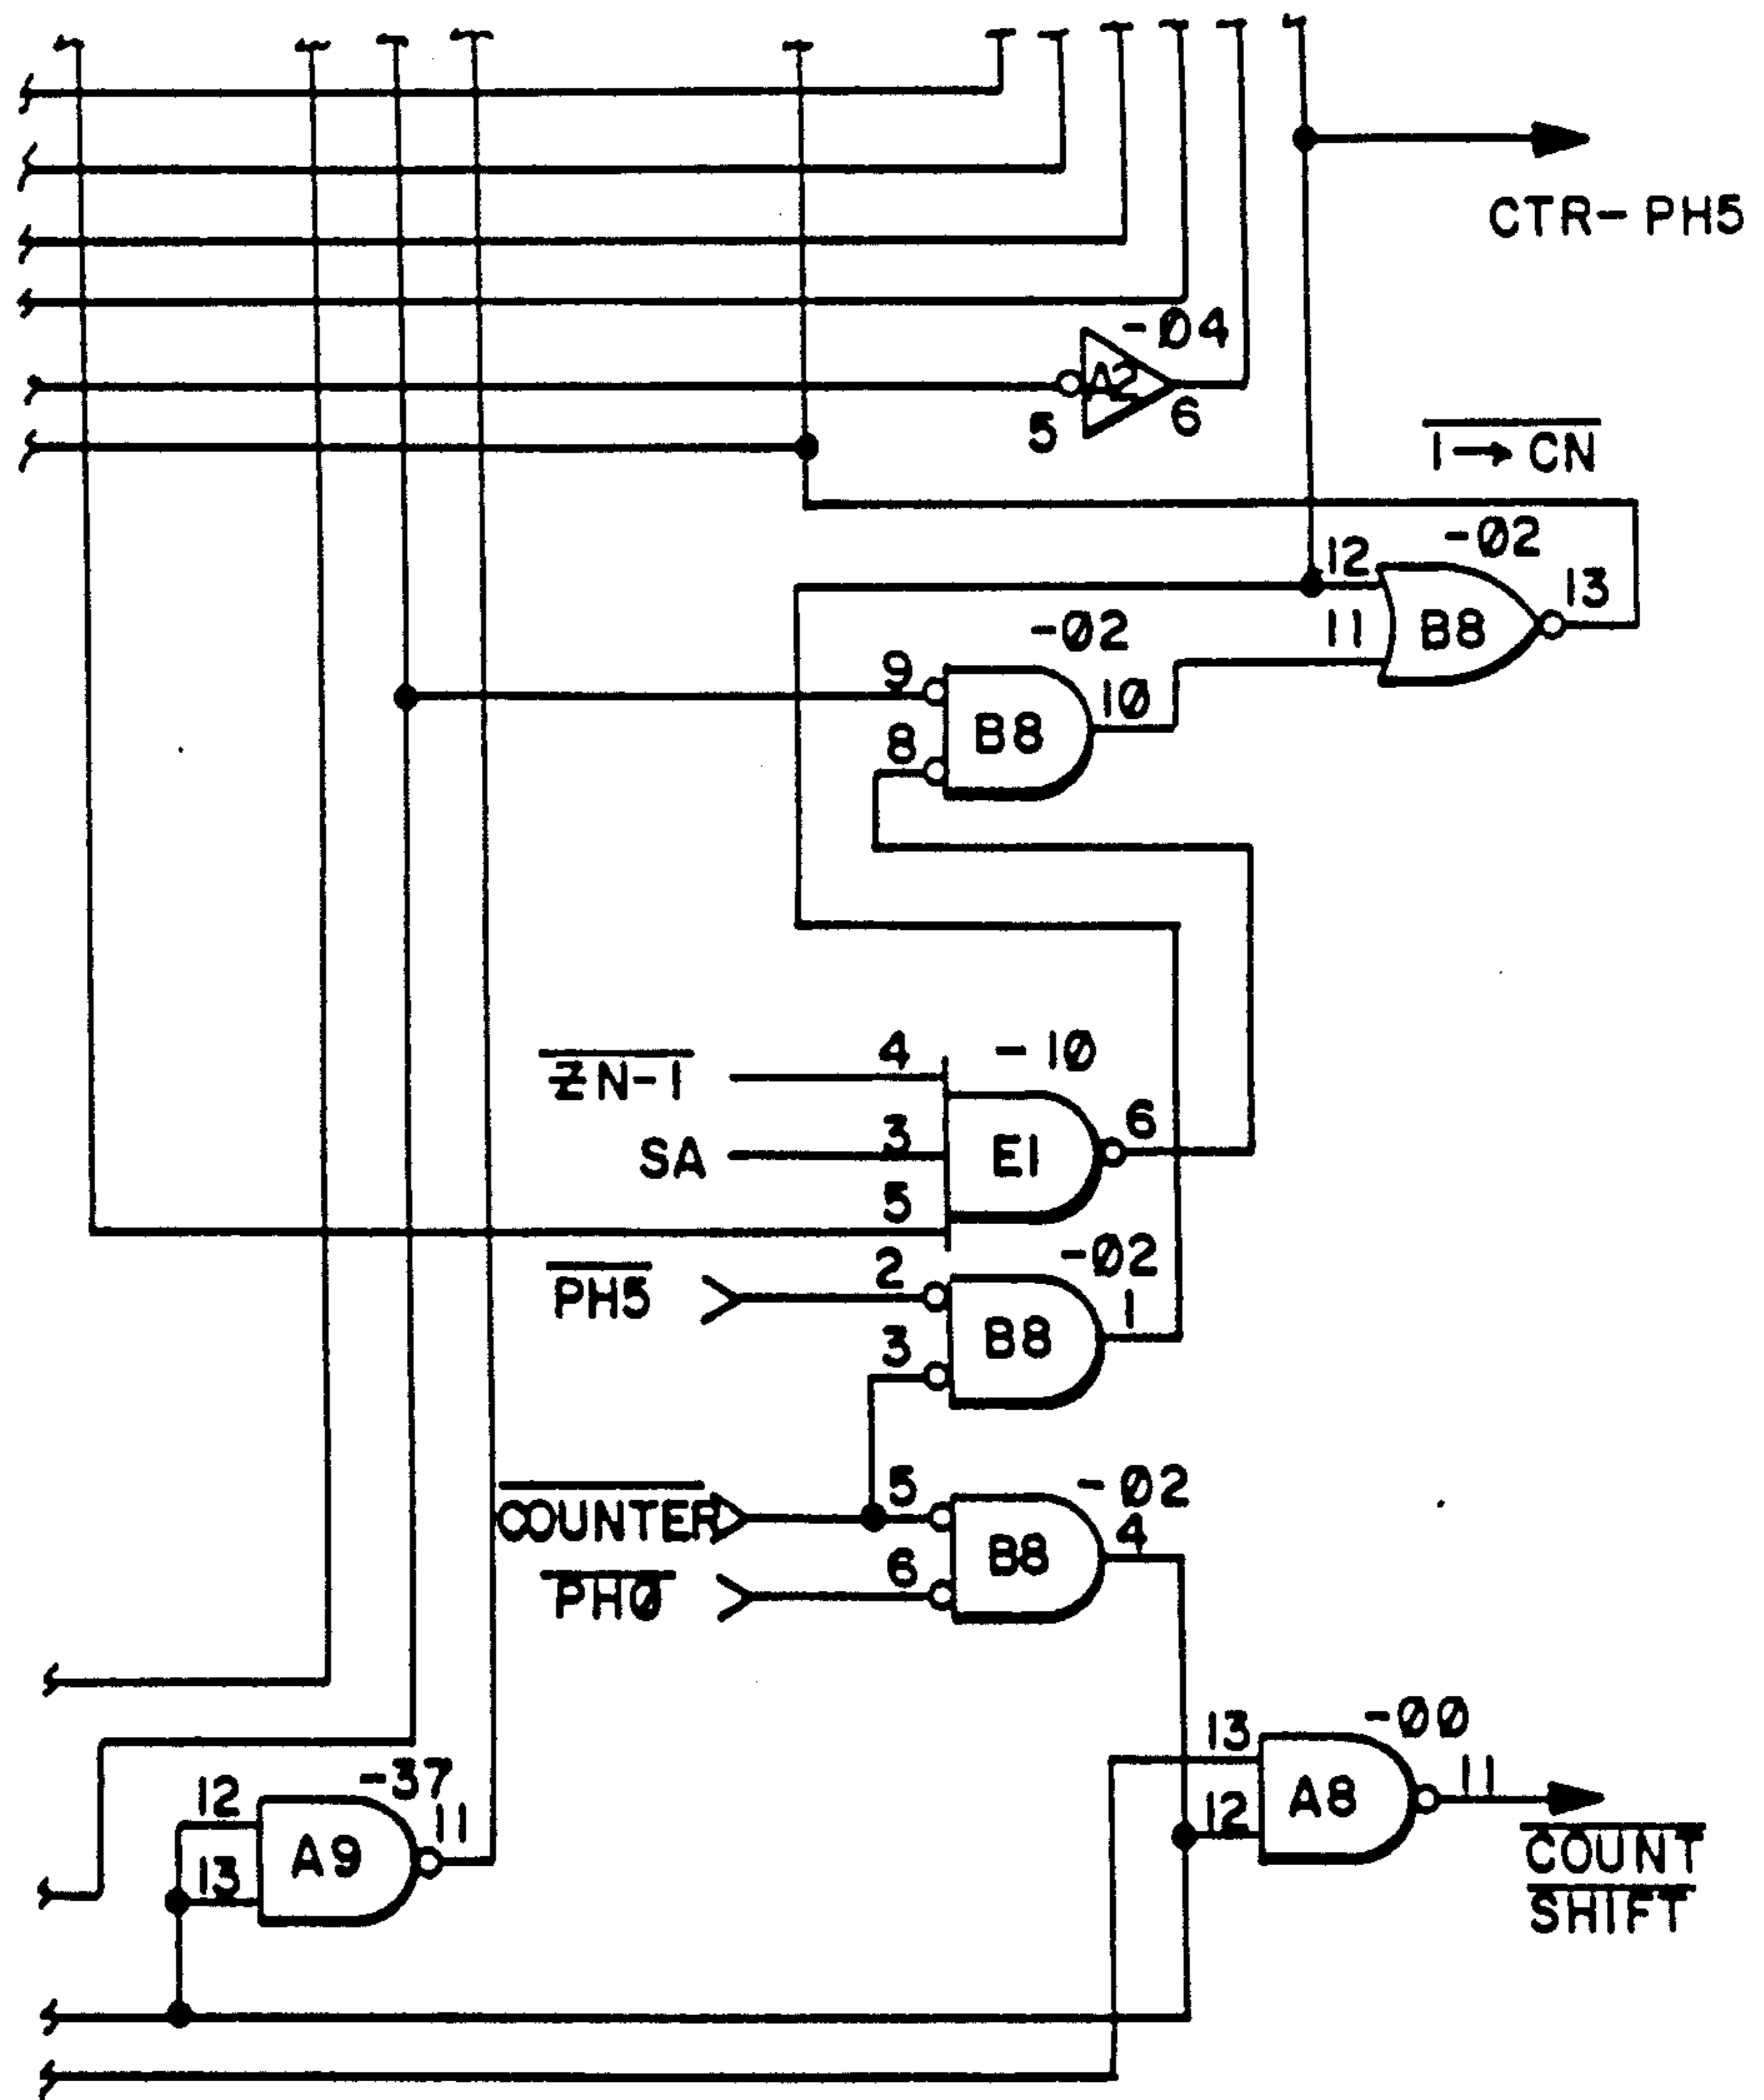 CTR-PH5
-Ø4
A2
5
6
1→CN
-Ø2
12
13
11
B8
-Ø2
9
10
8
B8
-1Ø
4
ZN-1
6
3
SA
E1
5
-Ø2
2
PH5
1
3
B8
-Ø2
5
COUNTER
4
B8
6
PHØ
-ØØ
13
11
A8
12
-37
12
11
A9
13
COUNT
SHIFT